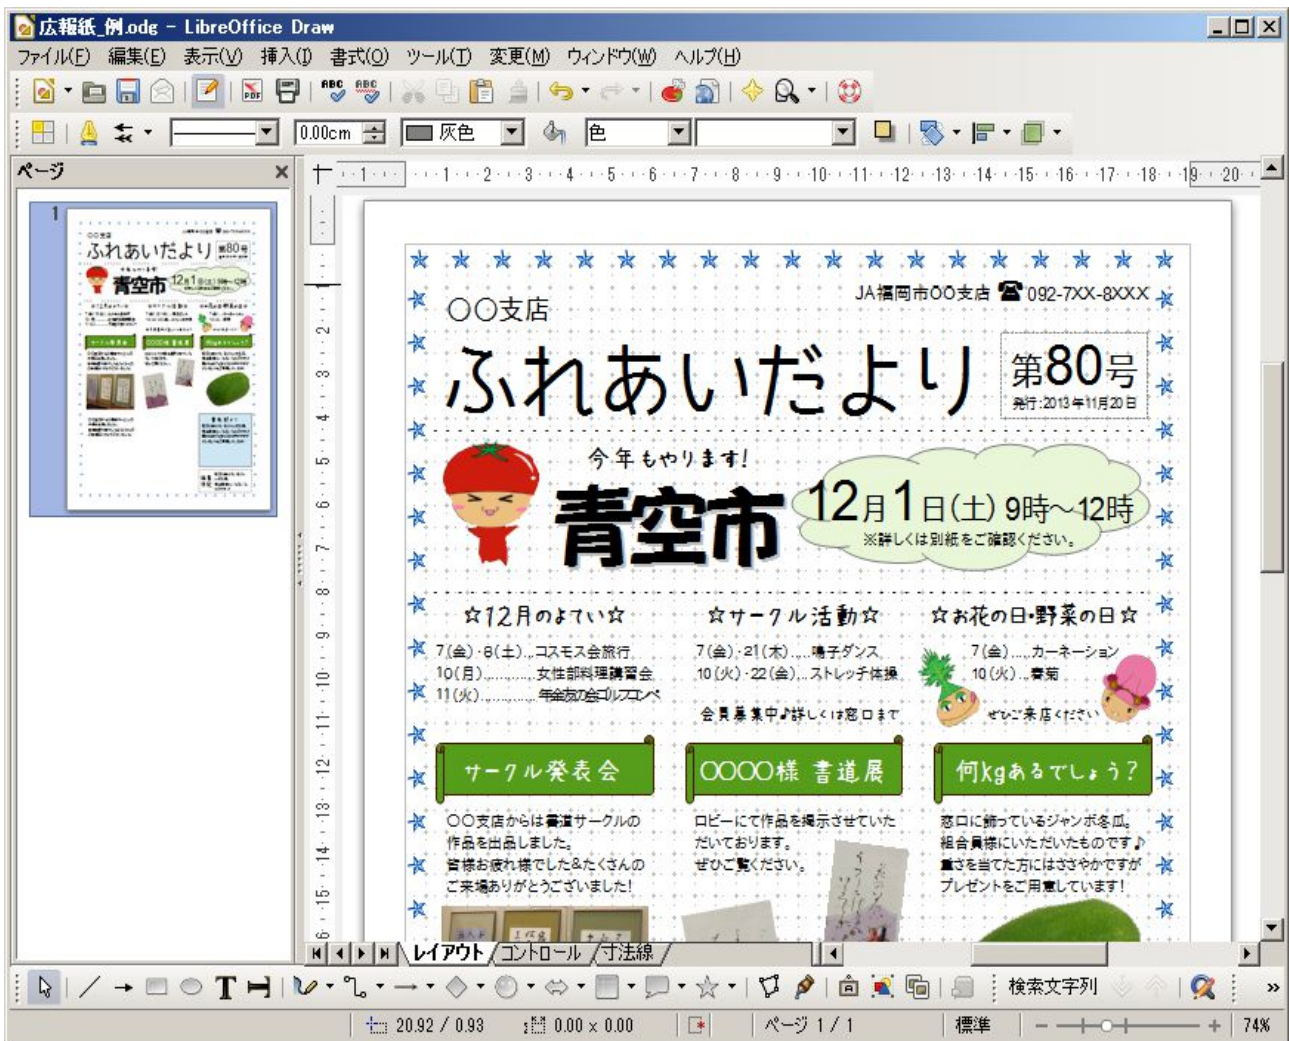 広報紙_例.odg - LibreOffice Draw
ファイル(F) 編集(E) 表示(V) 挿入(I) 書式(O) ツール(T) 変更(M) ウィンドウ(W) ヘルプ(H)
0.00cm 灰色 色
ページ
1
〇〇支店
JA福岡市〇〇支店 ☎ 092-7XX-8XXX
ふれあいだより
第80号
発行:2013年11月20日
今年もやります!
青空市
12月1日(土) 9時～12時
※詳しくは別紙をご確認ください。
☆12月のよてい☆
7(金)・8(土)...コスモス会旅行
10(月)............女性部料理講習会
11(火)............年金友の会ゴルフコンペ
☆サークル活動☆
7(金)・21(木).....鳴子ダンス
10(火)・22(金)...ストレッチ体操
会員募集中♪詳しくは窓口まで
☆お花の日・野菜の日☆
7(金)....カーネーション
10(火)...春菊
ぜひご来店ください
サークル発表会
〇〇支店からは書道サークルの
作品を出品しました。
皆様お疲れ様でした&たくさんの
ご来場ありがとうございました!
〇〇〇〇様 書道展
ロビーにて作品を掲示させていた
だいております。
ぜひご覧ください。
何kgあるでしょう?
窓口に飾っているジャンボ冬瓜。
組合員様にいただいたものです♪
重さを当てた方にはささやかですが
プレゼントをご用意しています!
レイアウト コントロール 寸法線
検索文字列
20.92 / 0.93 0.00 x 0.00 ページ 1 / 1 標準 74%